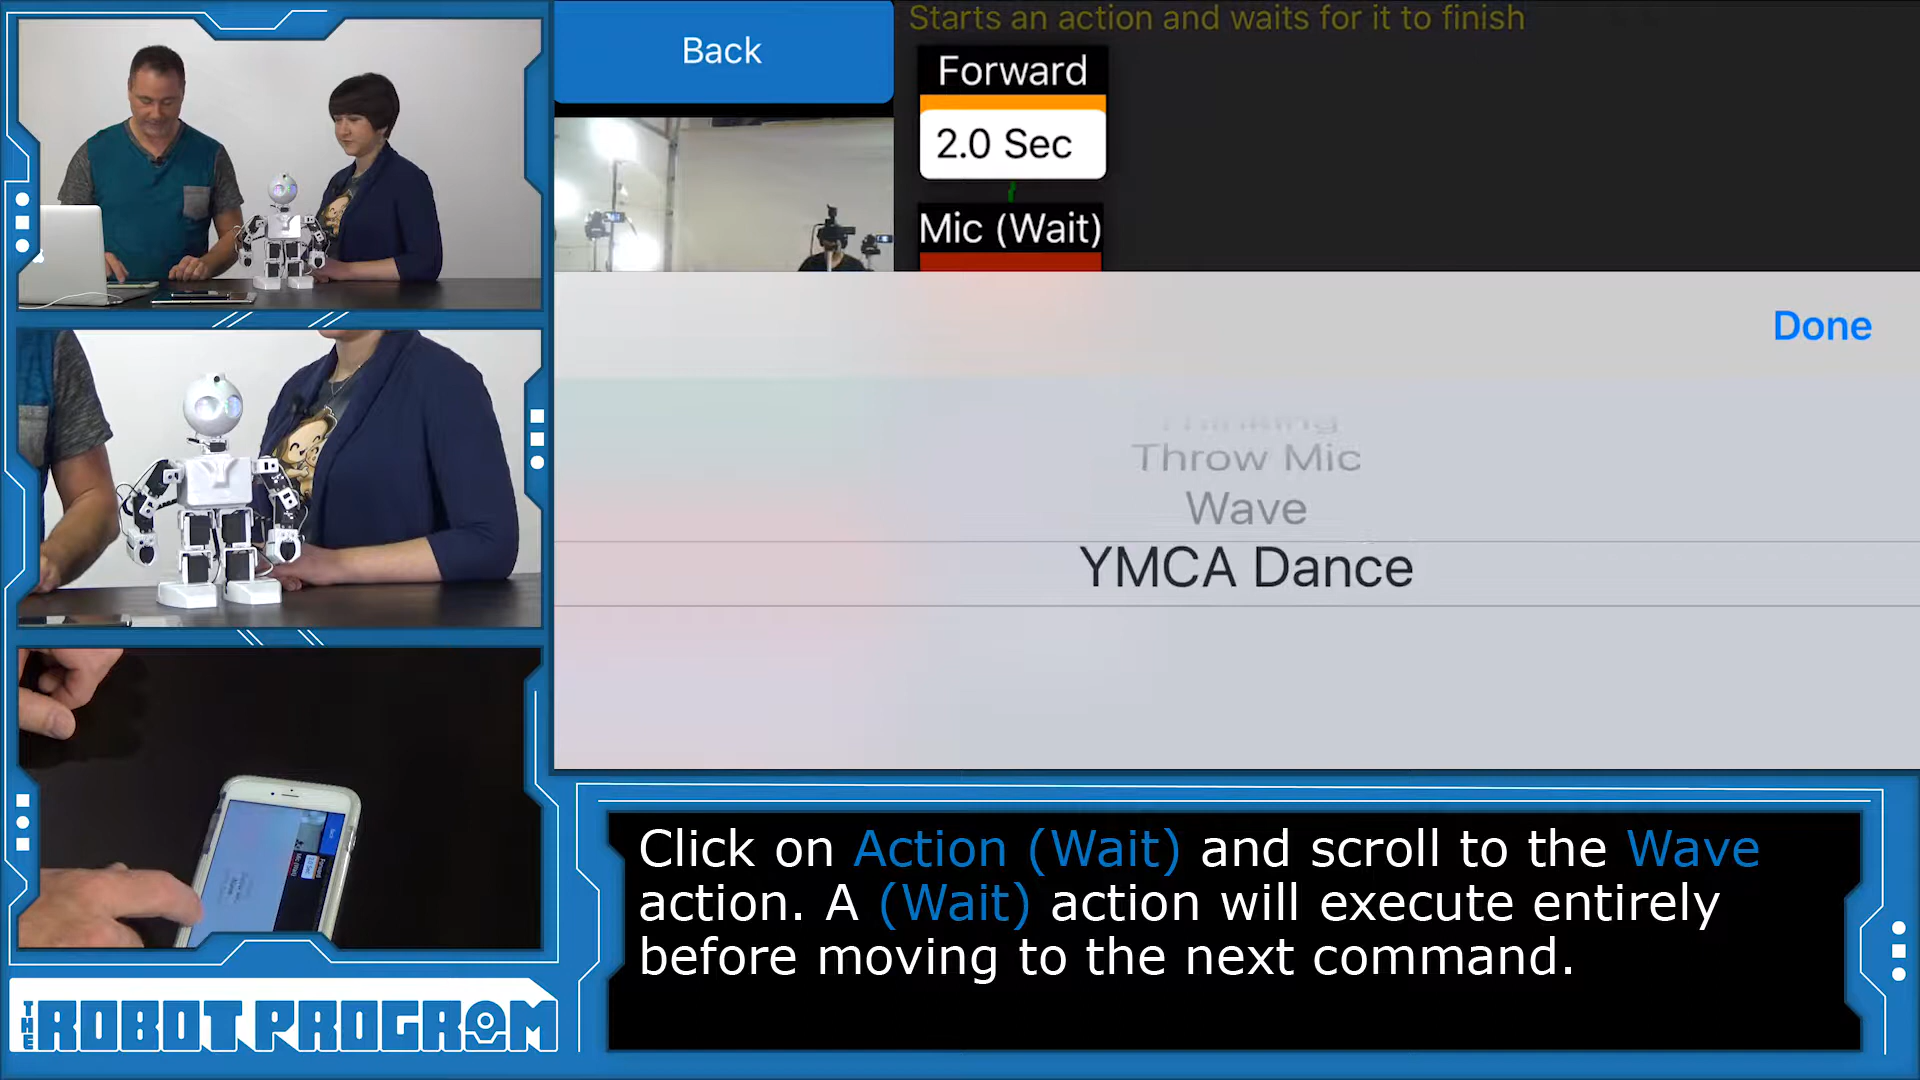 Back
Starts an action and waits for it to finish
Forward
2.0 Sec
Mic (Wait)
Done
Thinking
Throw Mic
Wave
YMCA Dance
Click on Action (Wait) and scroll to the Wave
action. A (Wait) action will execute entirely
before moving to the next command.
THE ROBOT PROGRAM